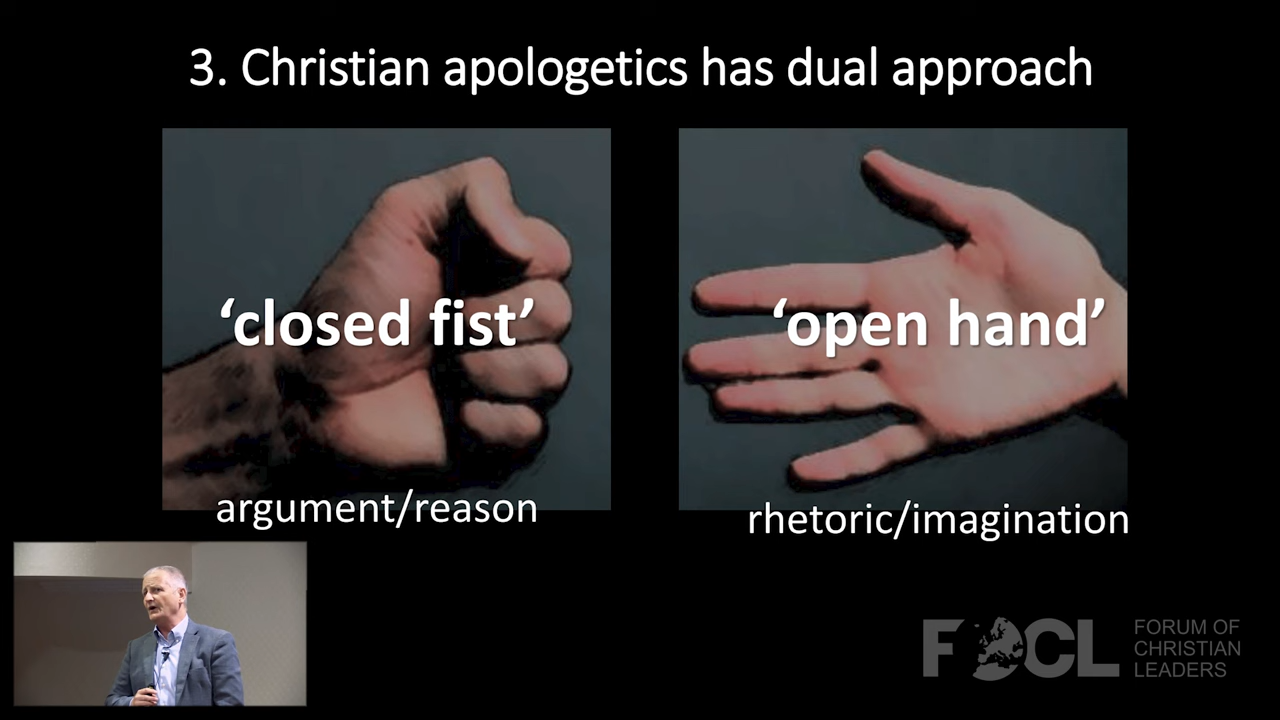 3. Christian apologetics has dual approach
‘closed fist’
‘open hand’
argument/reason
rhetoric/imagination
FOCL
FORUM OF
CHRISTIAN
LEADERS